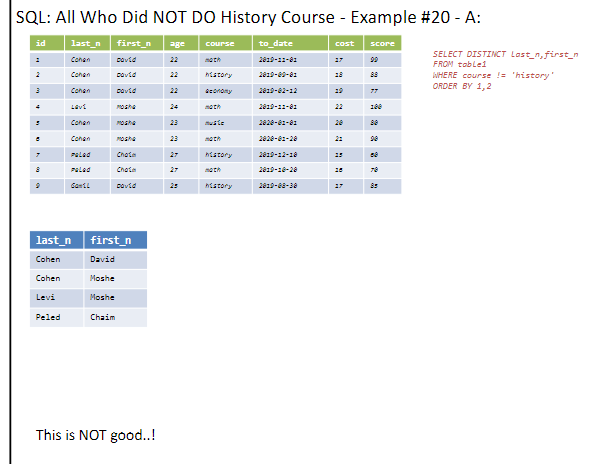 SQL: All Who Did NOT DO History Course - Example #20 - A:
id last_n first_n age course to_date cost score
1 Cohen David 22 math 2019-11-01 17 99
2 Cohen David 22 history 2019-09-01 18 88
3 Cohen David 22 economy 2019-02-12 19 77
4 Levi Moshe 24 math 2019-11-01 22 100
5 Cohen Moshe 23 music 2020-01-01 20 80
6 Cohen Moshe 23 math 2020-01-20 21 90
7 Peled Chaim 27 history 2019-12-10 15 60
8 Peled Chaim 27 math 2019-10-20 16 70
9 Gamil David 25 history 2019-08-30 17 85
SELECT DISTINCT last_n,first_n
FROM table1
WHERE course != 'history'
ORDER BY 1,2
last_n first_n
Cohen David
Cohen Moshe
Levi Moshe
Peled Chaim
This is NOT good..!